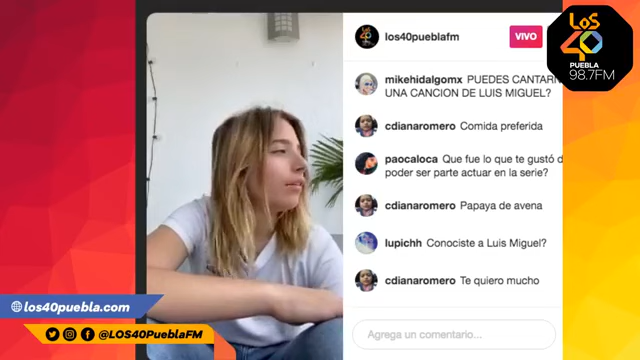 los40pueblafm
VIVO
LOS
40
PUEBLA
98.7FM
mikehidalgomx PUEDES CANTARN
UNA CANCION DE LUIS MIGUEL?
cdianaromero Comida preferida
paocaloca Que fue lo que te gustó d
poder ser parte actuar en la serie?
cdianaromero Papaya de avena
lupichh Conociste a Luis Miguel?
cdianaromero Te quiero mucho
Agrega un comentario...
los40puebla.com
@LOS40PueblaFM